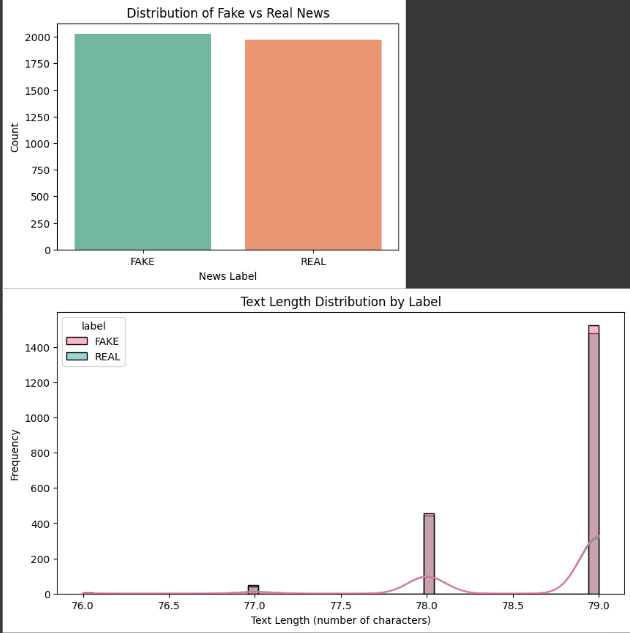 Distribution of Fake vs Real News
2000
1750
1500
1250
1000
750
500
250
0
Count
FAKE REAL
News Label
Text Length Distribution by Label
label
FAKE
REAL
1400
1200
1000
800
600
400
200
0
Frequency
76.0 76.5 77.0 77.5 78.0 78.5 79.0
Text Length (number of characters)